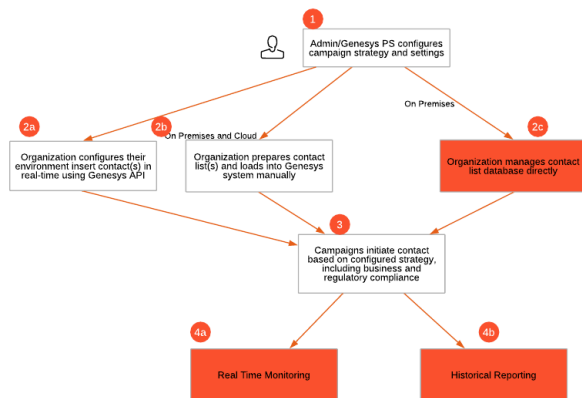 1
Admin/Genesys PS configures
campaign strategy and settings
On Premises
2a
2b
2c
On Premises and Cloud
Organization configures their
environment insert contact(s) in
real-time using Genesys API
Organization prepares contact
list(s) and loads into Genesys
system manually
Organization manages contact
list database directly
3
Campaigns initiate contact
based on configured strategy,
including business and
regulatory compliance
4a
4b
Real Time Monitoring
Historical Reporting